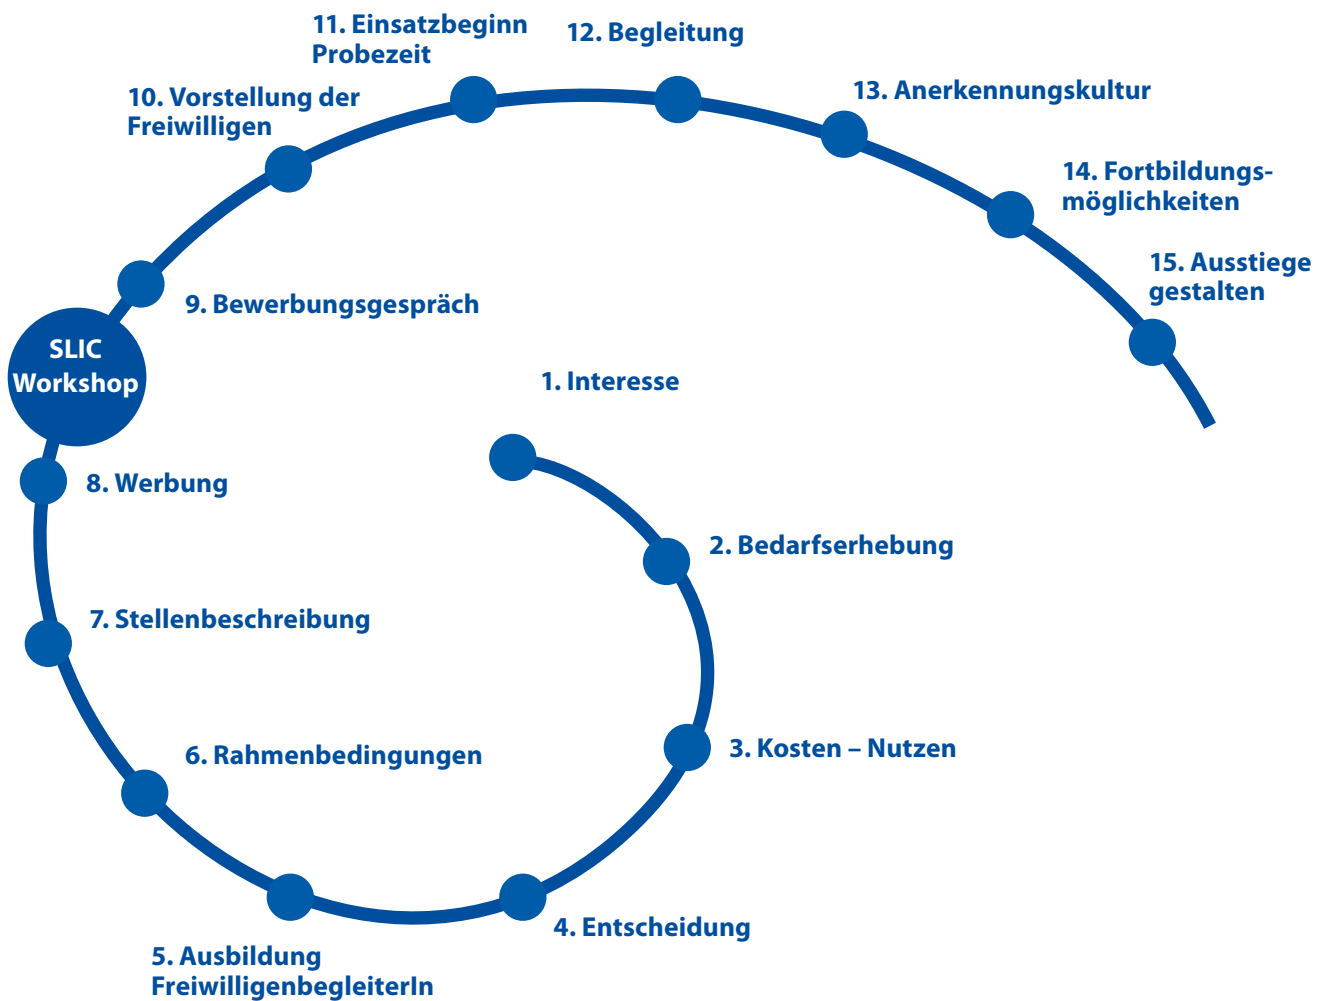 1. Interesse
2. Bedarfserhebung
3. Kosten – Nutzen
4. Entscheidung
5. Ausbildung
FreiwilligenbegleiterIn
6. Rahmenbedingungen
7. Stellenbeschreibung
8. Werbung
SLIC
Workshop
9. Bewerbungsgespräch
10. Vorstellung der
Freiwilligen
11. Einsatzbeginn
Probezeit
12. Begleitung
13. Anerkennungskultur
14. Fortbildungs-
möglichkeiten
15. Ausstiege
gestalten